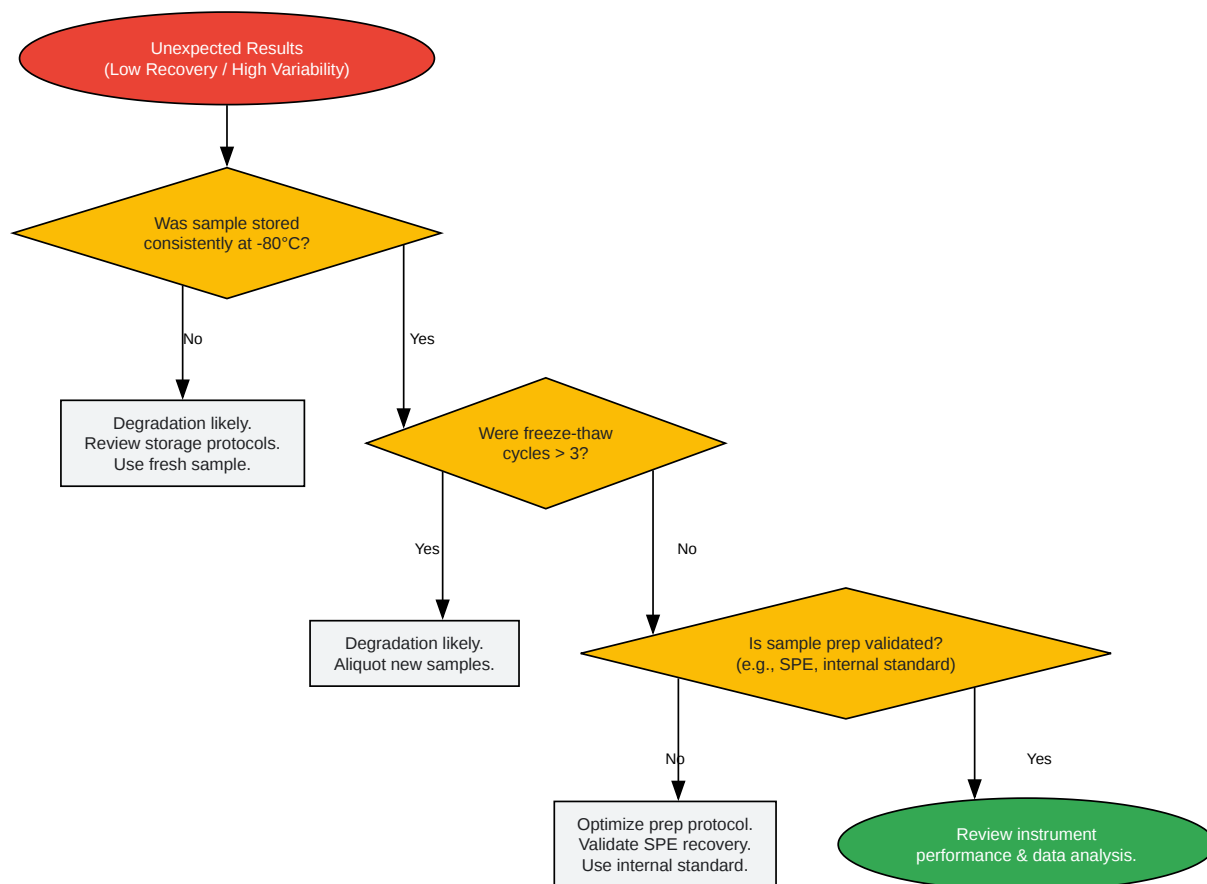 Unexpected Results
(Low Recovery / High Variability)
Was sample stored
consistently at -80°C?
No
Yes
Degradation likely.
Review storage protocols.
Use fresh sample.
Were freeze-thaw
cycles > 3?
Yes
No
Degradation likely.
Aliquot new samples.
Is sample prep validated?
(e.g., SPE, internal standard)
No
Yes
Optimize prep protocol.
Validate SPE recovery.
Use internal standard.
Review instrument
performance & data analysis.